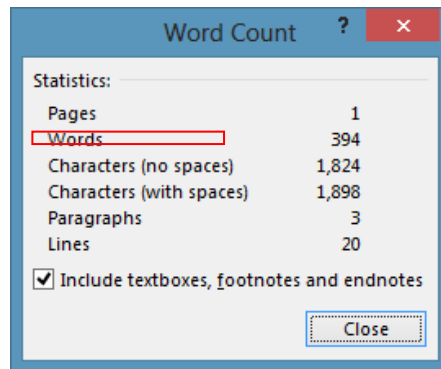 Word Count ? ×
Statistics:
Pages 1
Words 394
Characters (no spaces) 1,824
Characters (with spaces) 1,898
Paragraphs 3
Lines 20
Include textboxes, footnotes and endnotes
Close